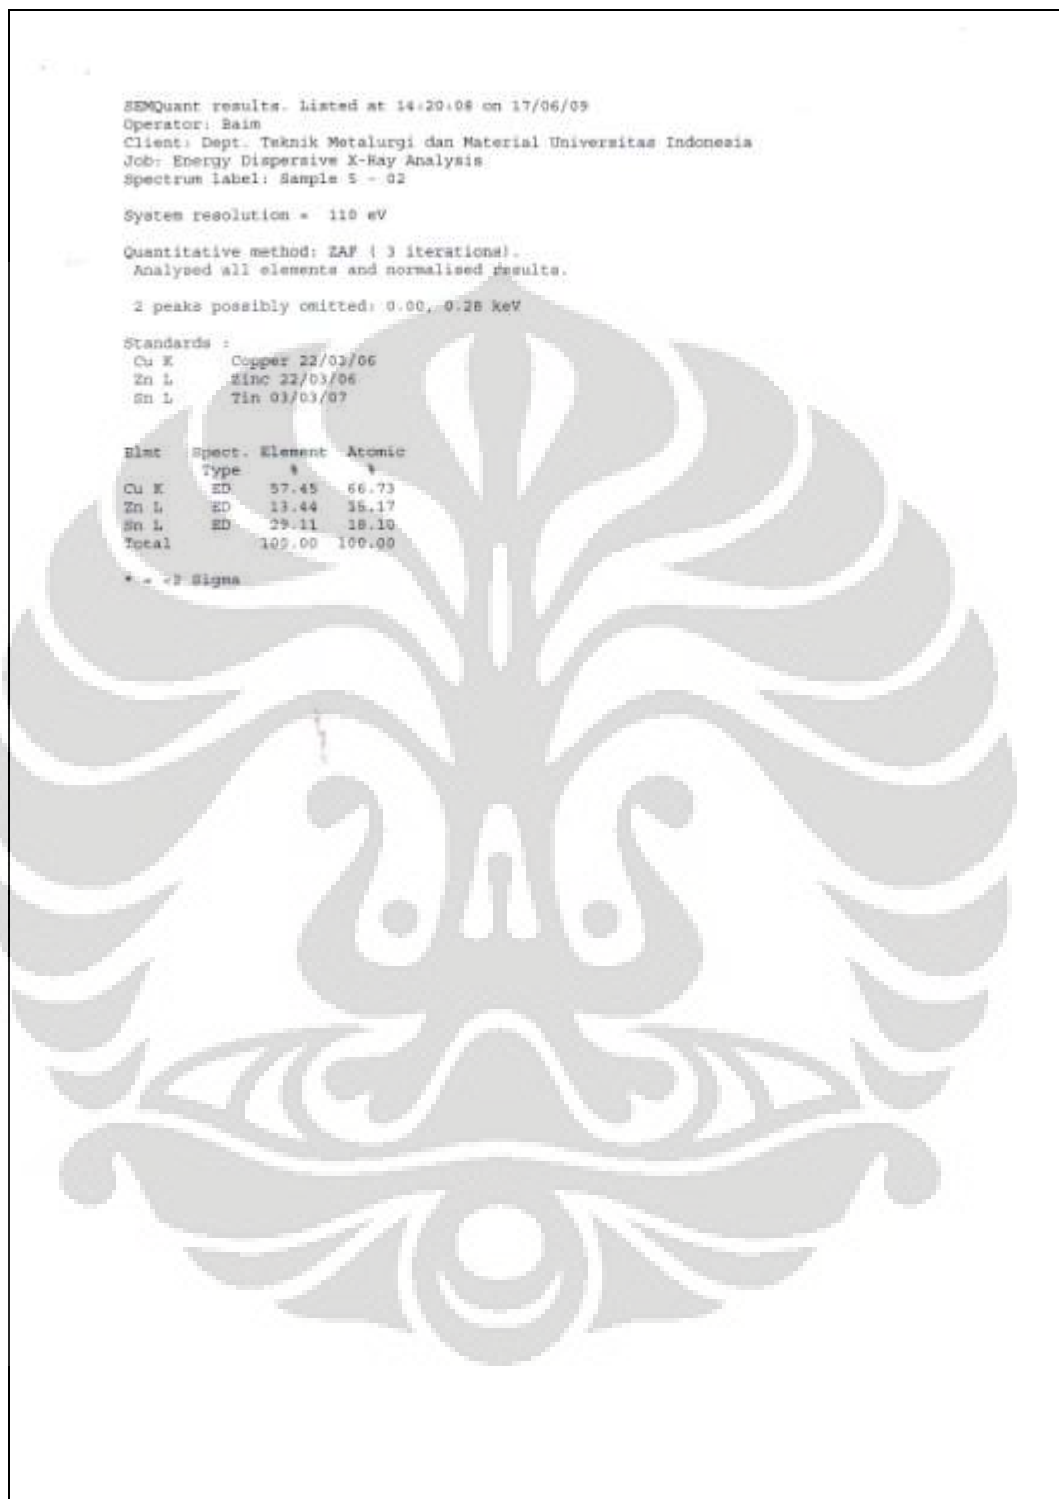 SEMQuant results. Listed at 14:20:08 on 17/06/09
Operator: Baim
Client: Dept. Teknik Metalurgi dan Material Universitas Indonesia
Job: Energy Dispersive X-Ray Analysis
Spectrum label: Sample 5 - 02
System resolution = 110 eV
Quantitative method: ZAF ( 3 iterations).
Analysed all elements and normalised results.
2 peaks possibly omitted: 0.00, 0.28 keV
Standards :
Cu K Copper 22/03/06
Zn L Zinc 22/03/06
Sn L Tin 03/03/07
Elmt Spect. Element Atomic
Type % %
Cu K ED 57.45 66.73
Zn L ED 13.44 15.17
Sn L ED 29.11 18.10
Total 100.00 100.00
* = <2 Sigma